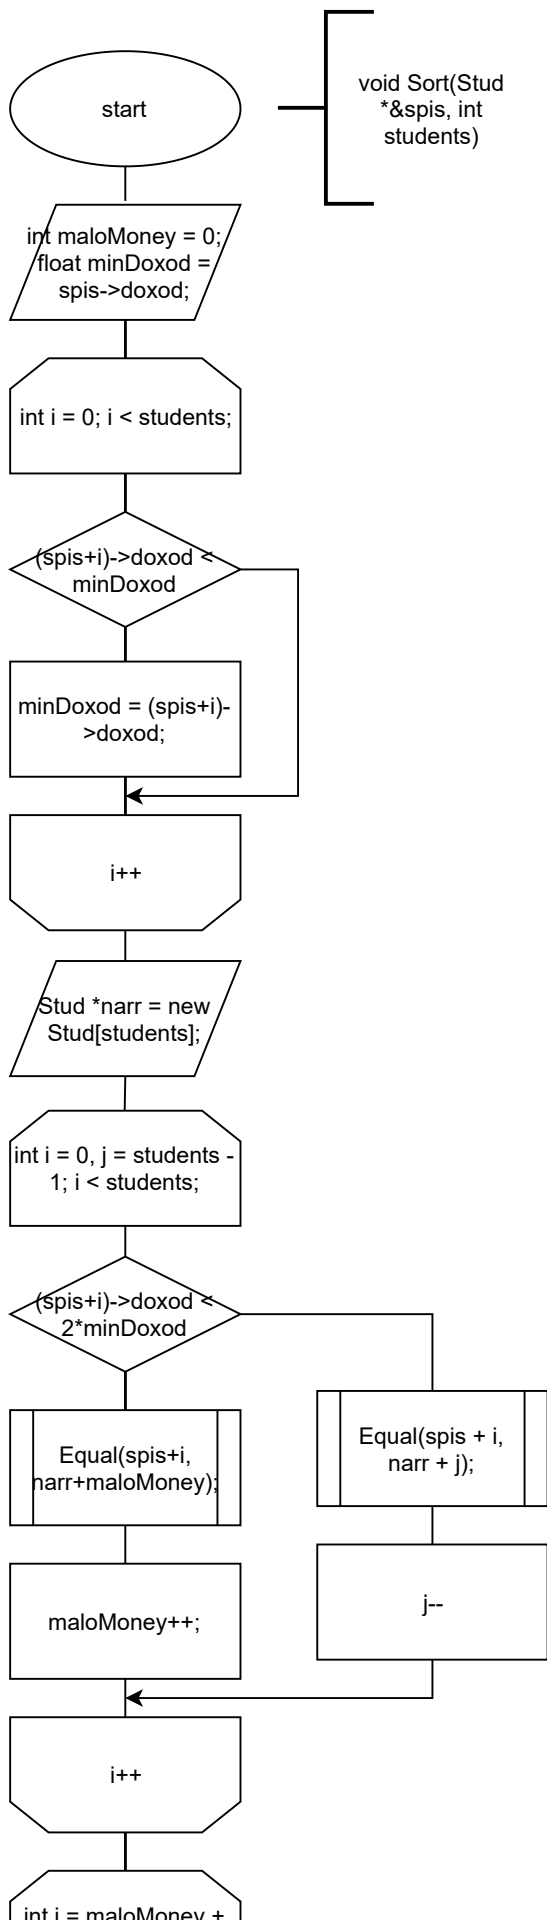 start
void Sort(Stud
*&spis, int
students)
int maloMoney = 0;
float minDoxod =
spis->doxod;
int i = 0; i < students;
(spis+i)->doxod <
minDoxod
minDoxod = (spis+i)-
>doxod;
i++
Stud *narr = new
Stud[students];
int i = 0, j = students -
1; i < students;
(spis+i)->doxod <
2*minDoxod
Equal(spis+i,
narr+maloMoney);
Equal(spis + i,
narr + j);
maloMoney++;
j--
i++
int i = maloMoney +